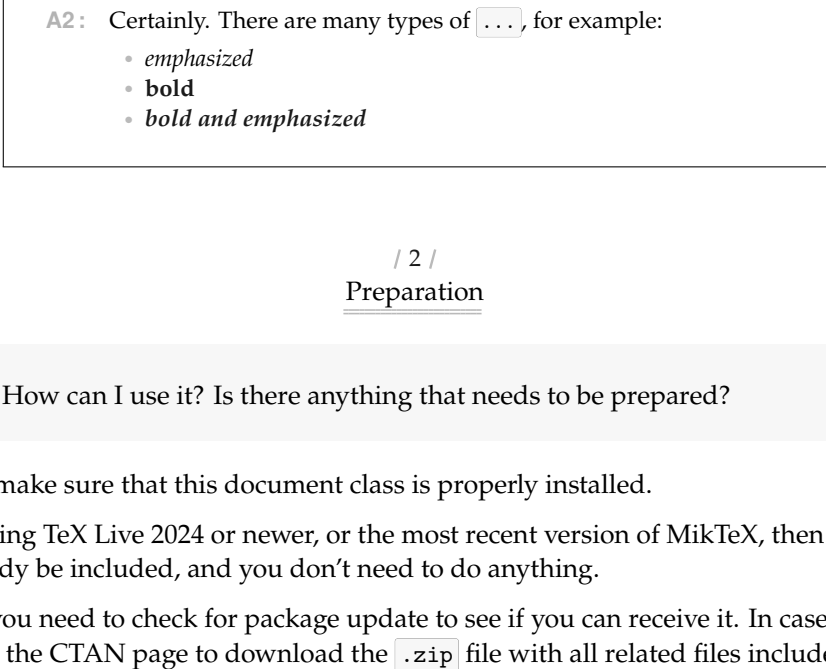 A2: Certainly. There are many types of ..., for example:
• emphasized
• bold
• bold and emphasized
/ 2 /
Preparation
How can I use it? Is there anything that needs to be prepared?
make sure that this document class is properly installed.
ing TeX Live 2024 or newer, or the most recent version of MikTeX, then
dy be included, and you don't need to do anything.
you need to check for package update to see if you can receive it. In case
the CTAN page to download the .zip file with all related files include